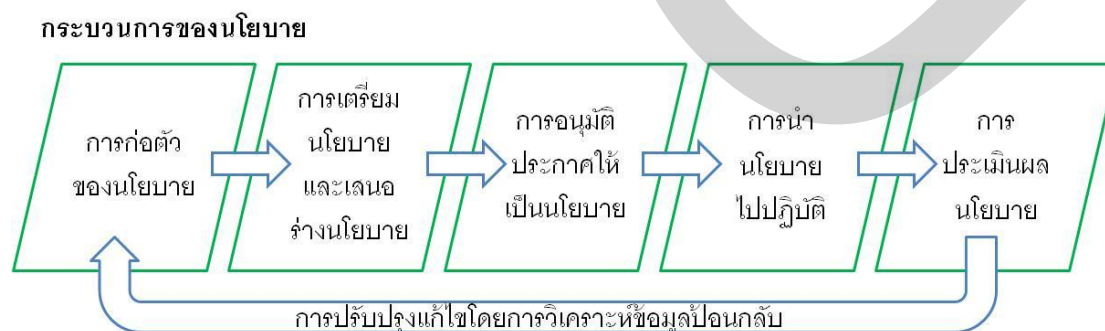 กระบวนการของนโยบาย
การก่อตัว
ของนโยบาย
การเตรียม
นโยบาย
และเสนอ
ร่างนโยบาย
การอนุมัติ
ประกาศให้
เป็นนโยบาย
การนำ
นโยบาย
ไปปฏิบัติ
การ
ประเมินผล
นโยบาย
การปรับปรุงแก้ไขโดยการวิเคราะห์ข้อมูลป้อนกลับ